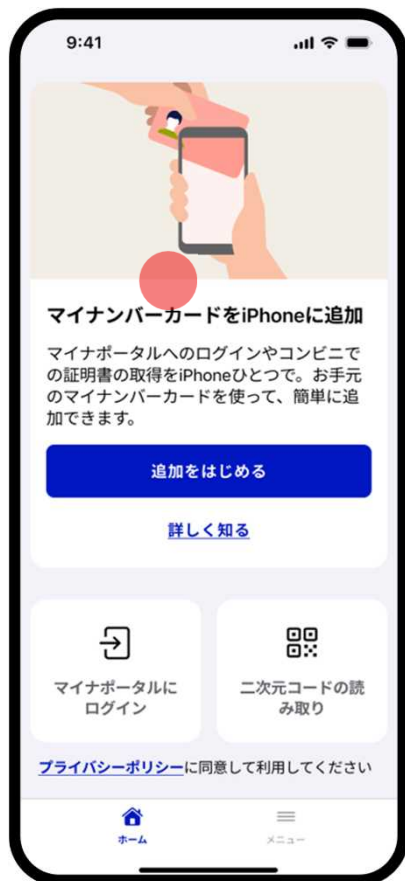 9:41
マイナンバーカードをiPhoneに追加
マイナポータルへのログインやコンビニで
の証明書の取得をiPhoneひとつで。お手元
のマイナンバーカードを使って、簡単に追
加できます。
追加をはじめる
詳しく知る
マイナポータルに
ログイン
二次元コードの読
み取り
プライバシーポリシーに同意して利用してください
ホーム
メニュー